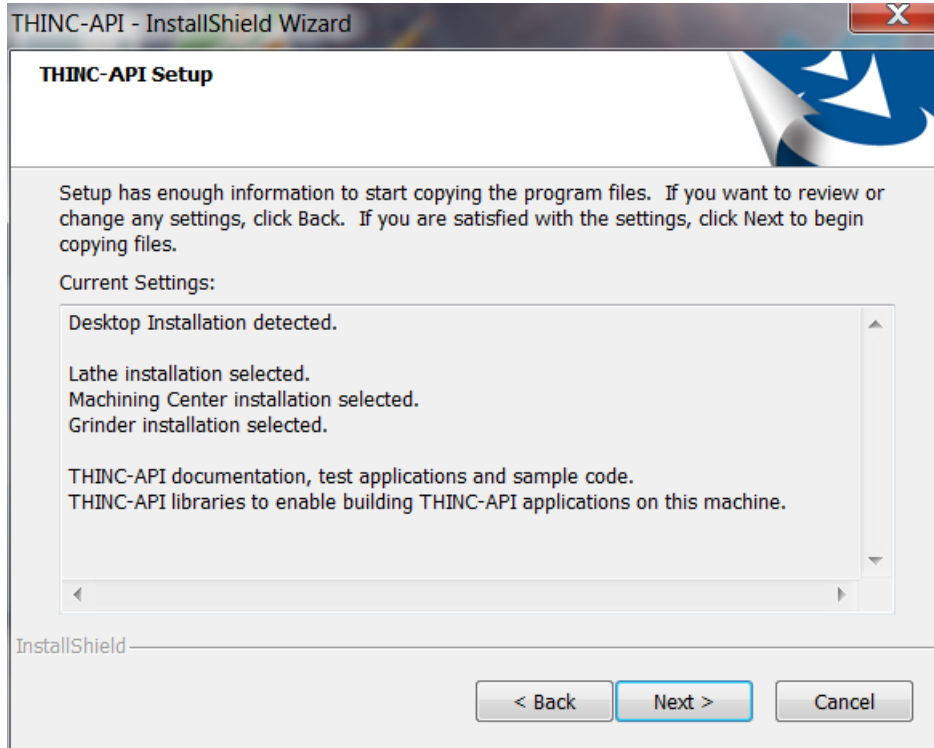 THINC-API - InstallShield Wizard
X
THINC-API Setup
Setup has enough information to start copying the program files. If you want to review or
change any settings, click Back. If you are satisfied with the settings, click Next to begin
copying files.
Current Settings:
Desktop Installation detected.
Lathe installation selected.
Machining Center installation selected.
Grinder installation selected.
THINC-API documentation, test applications and sample code.
THINC-API libraries to enable building THINC-API applications on this machine.
InstallShield
< Back Next > Cancel